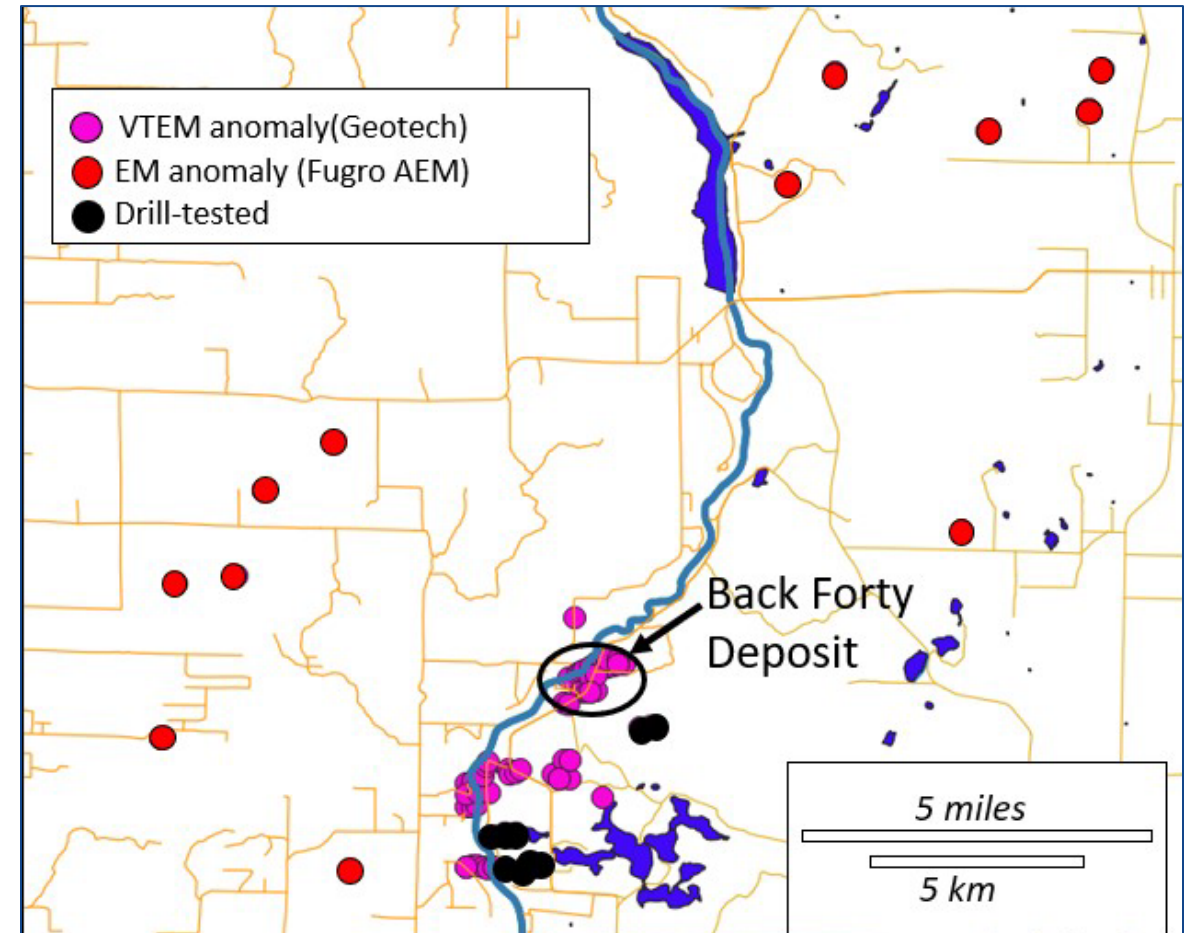 VTEM anomaly(Geotech)
EM anomaly (Fugro AEM)
Drill-tested
Back Forty
Deposit
5 miles
5 km